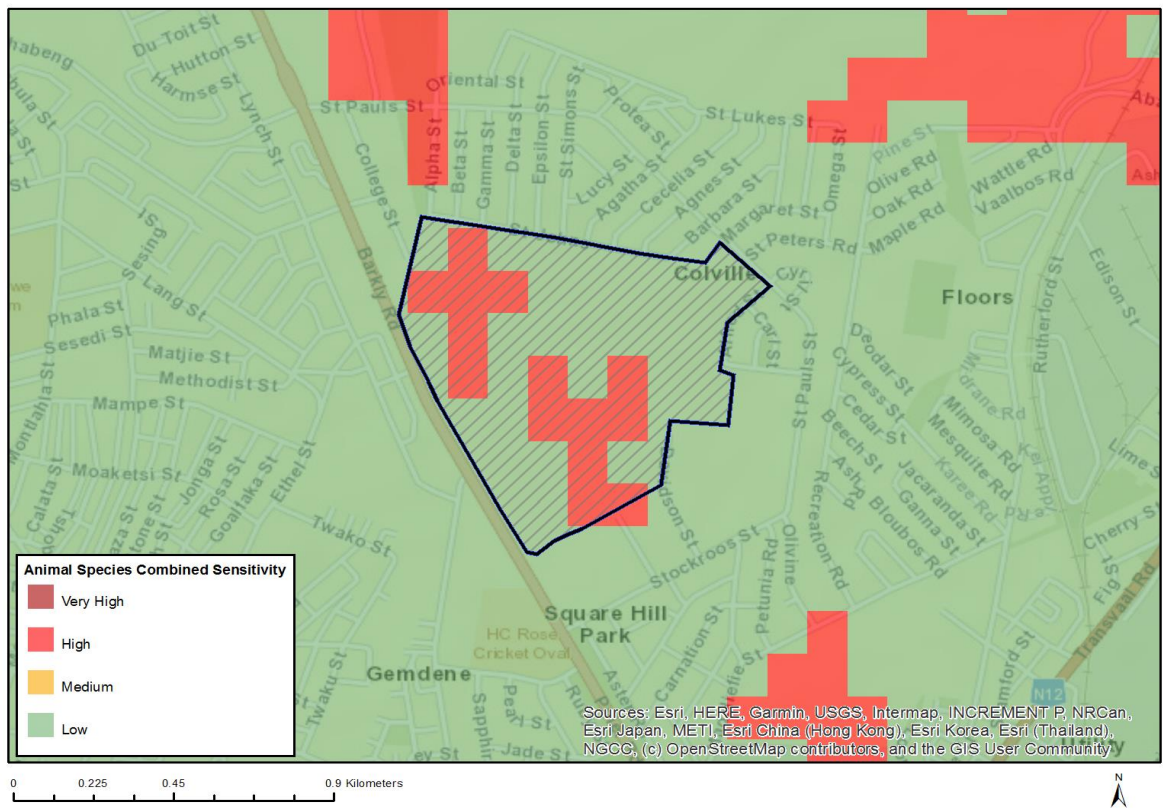 Du Toit St
Hutton St
Harmse St
Lynch St
Oriental St
St Pauls St
Alpha St
Beta St
Gamma St
Delta St
Epsilon St
St Simons St
Protea St
St Lukes St
Lucy St
Agatha St
Cecelia St
Agnes St
Barbara St
Margaret St
Omega St
Pine St
Olive Rd
Oak Rd
Maple Rd
Wattle Rd
Vaalbos Rd
College St
St Peters Rd
Colville
Floors
Edison St
Rutherford St
Barkly Rd
Sesing St
Lang St
Phala St
Sesedi St
Matjie St
Methodist St
Mampe St
Moaketsi St
Jonga St
Rosa St
Goaltaka St
Ethel St
Calata St
Twako St
Carl St
St Pauls St
Deodar St
Cypress St
Cedar St
Beech St
Ash Rd
Mimosa Rd
Mesquite Rd
Karee Rd
Jacaranda St
Ganna St
Bloubos Rd
Recreation Rd
Lime S
Cherry St
Fig St
Transvaal Rd
N12
Stockroos St
Olivine
Petunia Rd
Carnation St
Square Hill
Park
HC Rose
Cricket Oval
Gemdene
Twaku St
Pearl St
Jade St
ey St
Utility
Animal Species Combined Sensitivity
Very High
High
Medium
Low
Sources: Esri, HERE, Garmin, USGS, Intermap, INCREMENT P, NRCan,
Esri Japan, METI, Esri China (Hong Kong), Esri Korea, Esri (Thailand),
NGCC, (c) OpenStreetMap contributors, and the GIS User Community
0 0.225 0.45 0.9 Kilometers
N